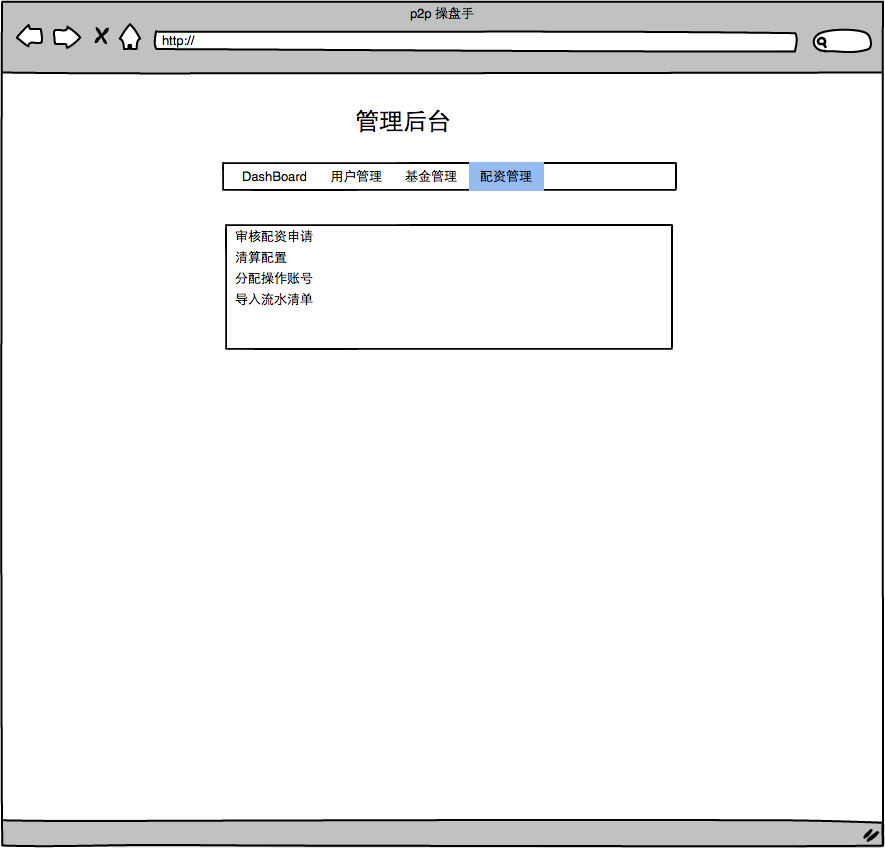 p2p 操盘手
http://
管理后台
DashBoard 用户管理 基金管理 配资管理
审核配资申请
清算配置
分配操作账号
导入流水清单